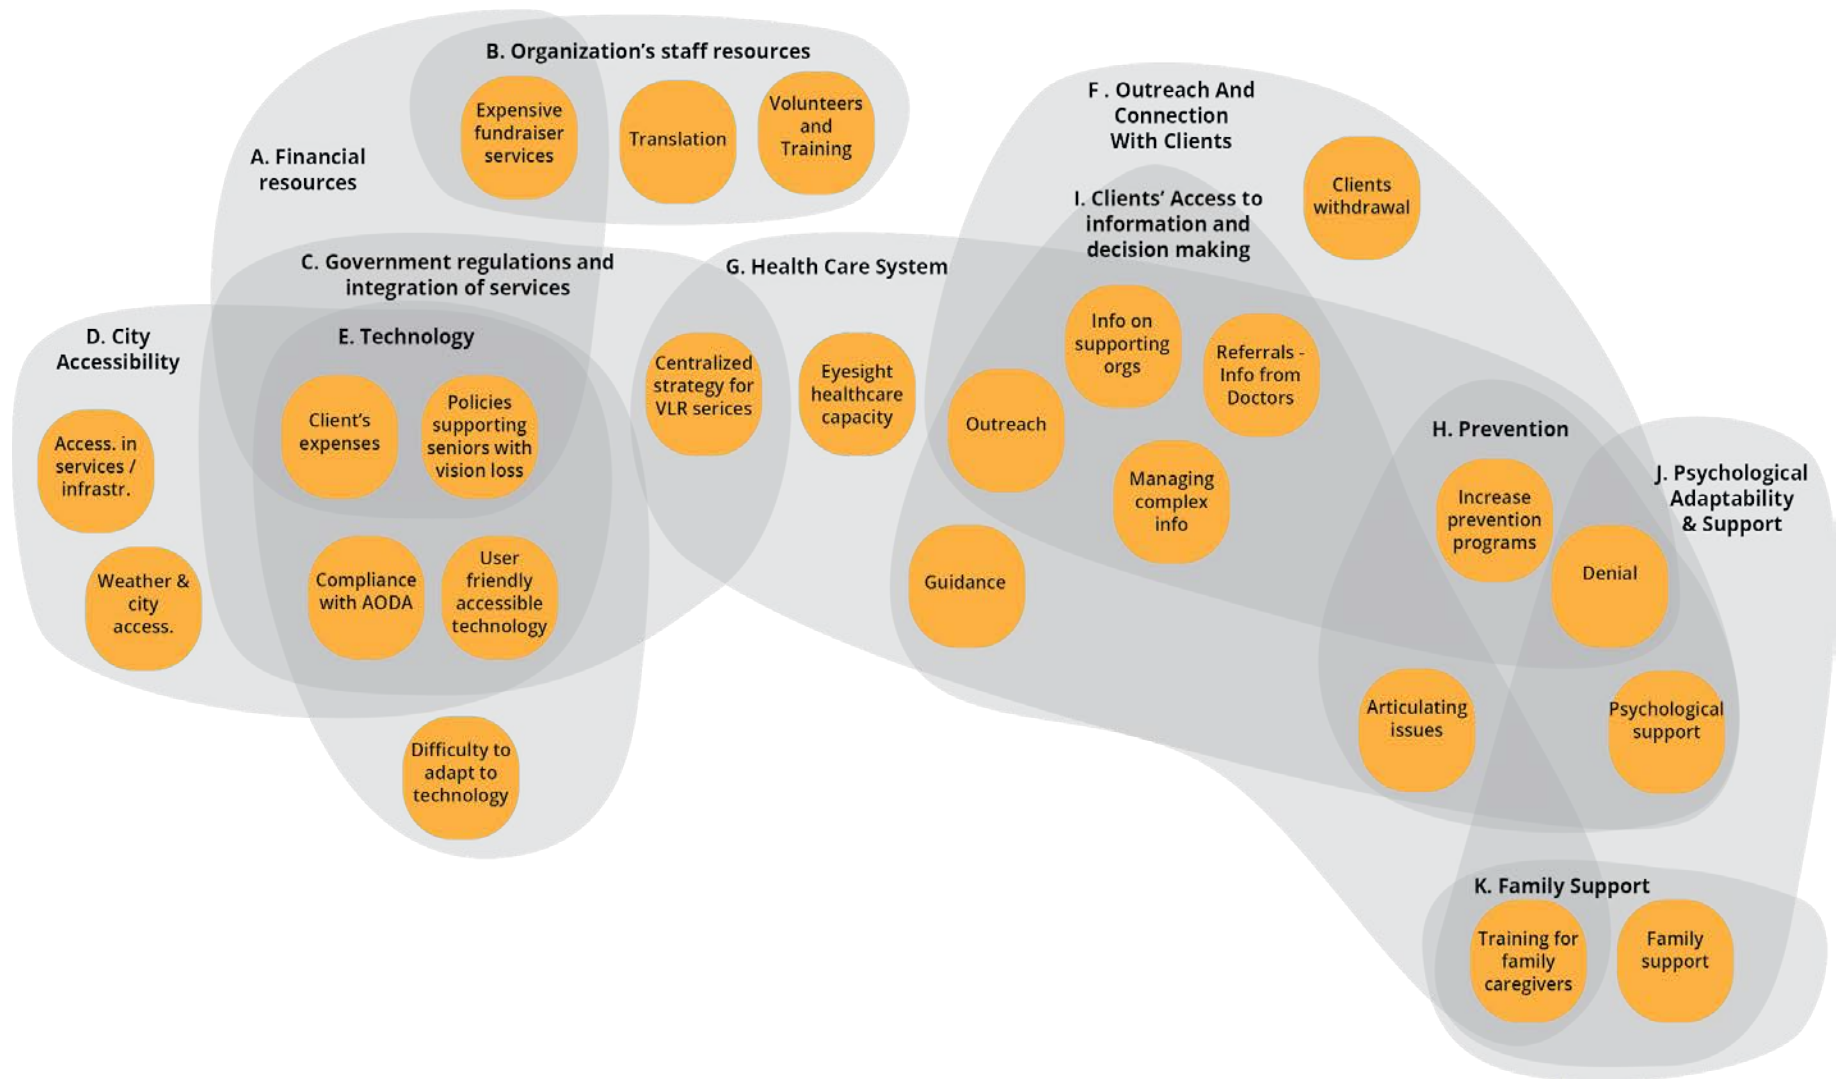 B. Organization's staff resources
Expensive
fundraiser
services
Translation
Volunteers
and
Training
A. Financial
resources
F . Outreach And
Connection
With Clients
Clients
withdrawal
I. Clients' Access to
information and
decision making
C. Government regulations and
integration of services
G. Health Care System
D. City
Accessibility
E. Technology
Client's
expenses
Policies
supporting
seniors with
vision loss
Centralized
strategy for
VLR serices
Eyesight
healthcare
capacity
Outreach
Info on
supporting
orgs
Referrals -
Info from
Doctors
Managing
complex
info
Access. in
services /
infrastr.
Weather &
city
access.
Compliance
with AODA
User
friendly
accessible
technology
Guidance
H. Prevention
Increase
prevention
programs
J. Psychological
Adaptability
& Support
Denial
Articulating
issues
Psychological
support
Difficulty to
adapt to
technology
K. Family Support
Training for
family
caregivers
Family
support